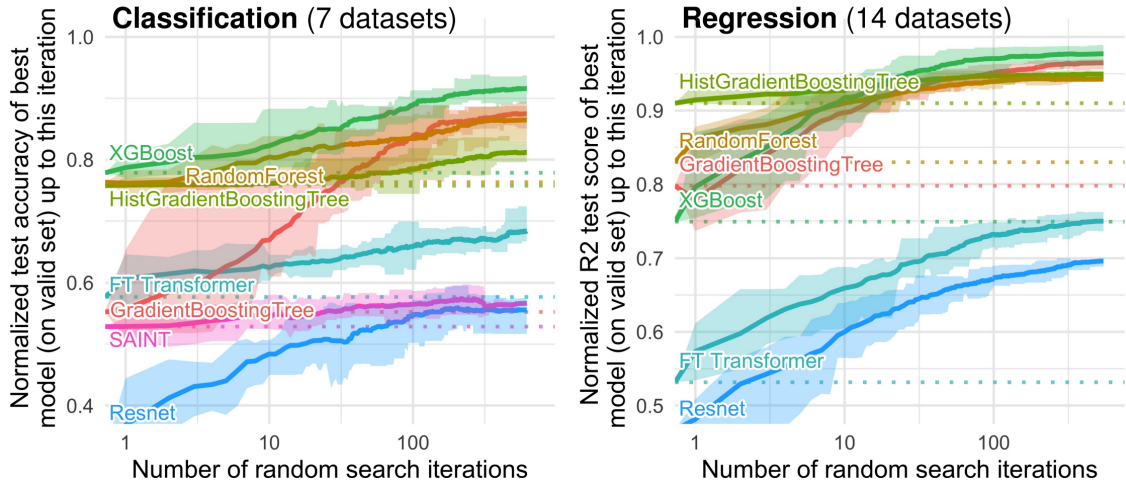 Classification (7 datasets)
Normalized test accuracy of best
model (on valid set) up to this iteration
1.0
0.8
0.6
0.4
XGBoost
RandomForest
HistGradientBoostingTree
FT Transformer
GradientBoostingTree
SAINT
Resnet
1
10
100
Number of random search iterations
Regression (14 datasets)
Normalized R2 test score of best
model (on valid set) up to this iteration
1.0
0.9
0.8
0.7
0.6
0.5
HistGradientBoostingTree
RandomForest
GradientBoostingTree
XGBoost
FT Transformer
Resnet
1
10
100
Number of random search iterations